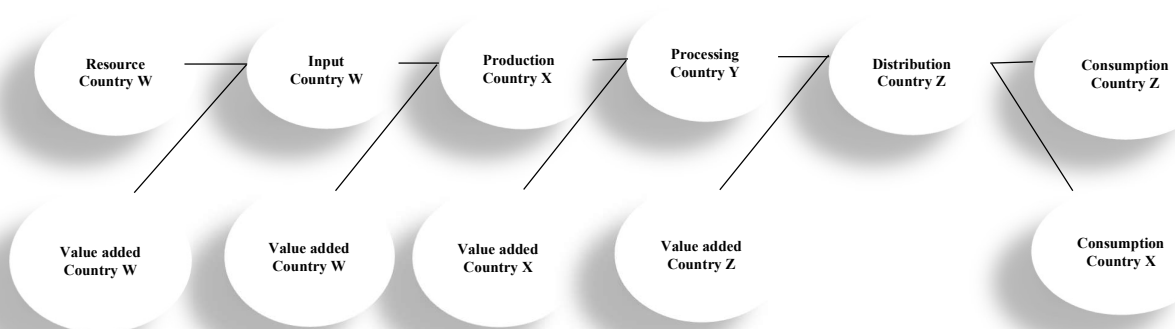 Resource
Country W
Input
Country W
Production
Country X
Processing
Country Y
Distribution
Country Z
Consumption
Country Z
Value added
Country W
Value added
Country W
Value added
Country X
Value added
Country Z
Consumption
Country X